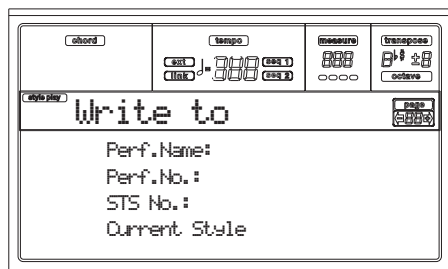 chord tempo measure transpose
ext seq 1
link seq 2
octave
style play
Write to
page
Perf.Name:
Perf.No.:
STS No.:
Current Style